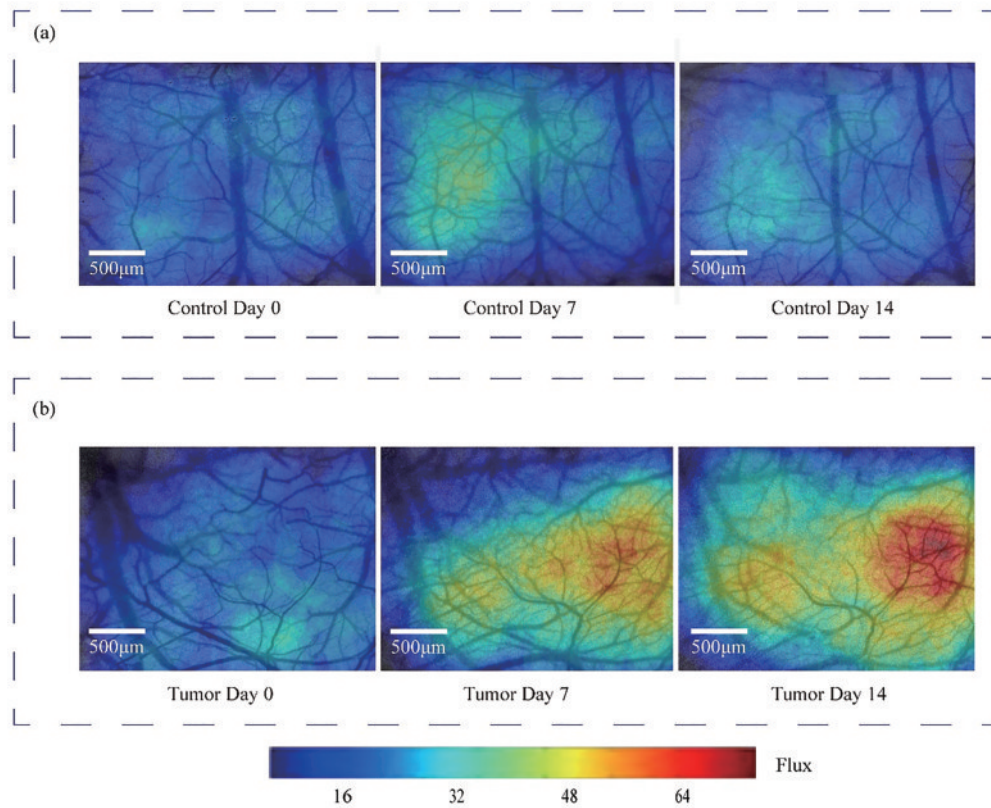 (a)
500μm
500μm
500μm
Control Day 0
Control Day 7
Control Day 14
(b)
500μm
500μm
500μm
Tumor Day 0
Tumor Day 7
Tumor Day 14
Flux
16 32 48 64